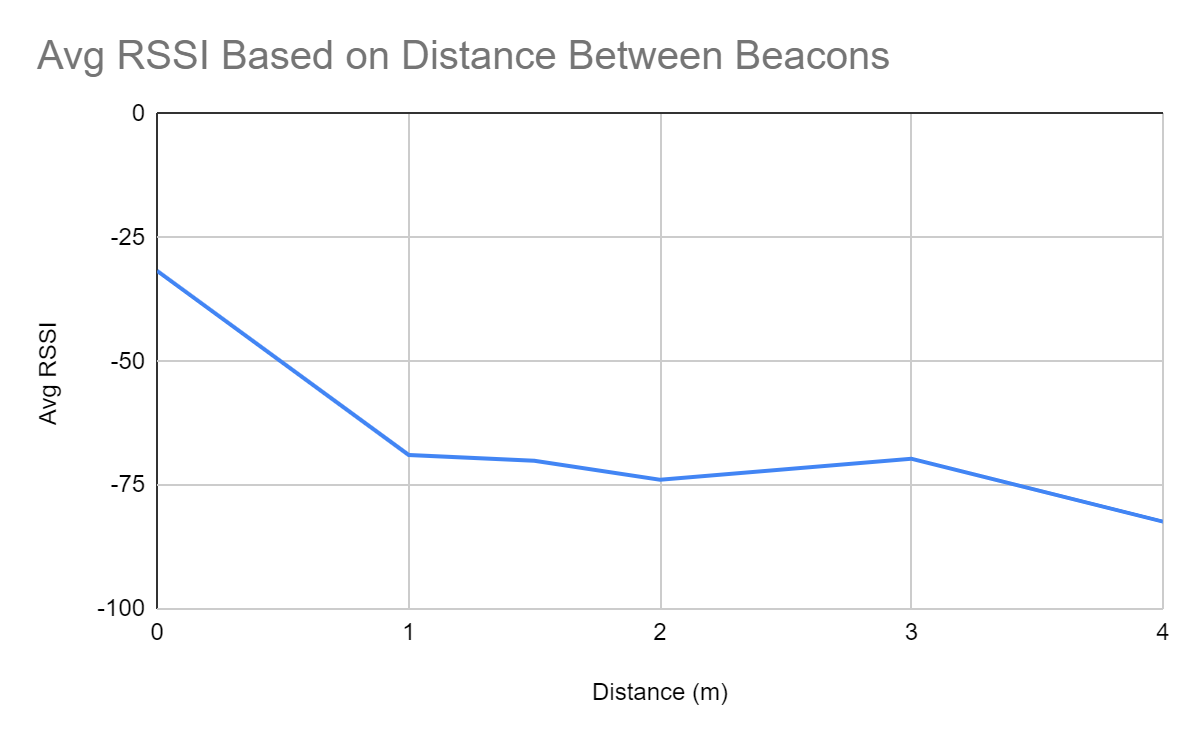 Avg RSSI Based on Distance Between Beacons
0
-25
-50
-75
-100
Avg RSSI
0 1 2 3 4
Distance (m)